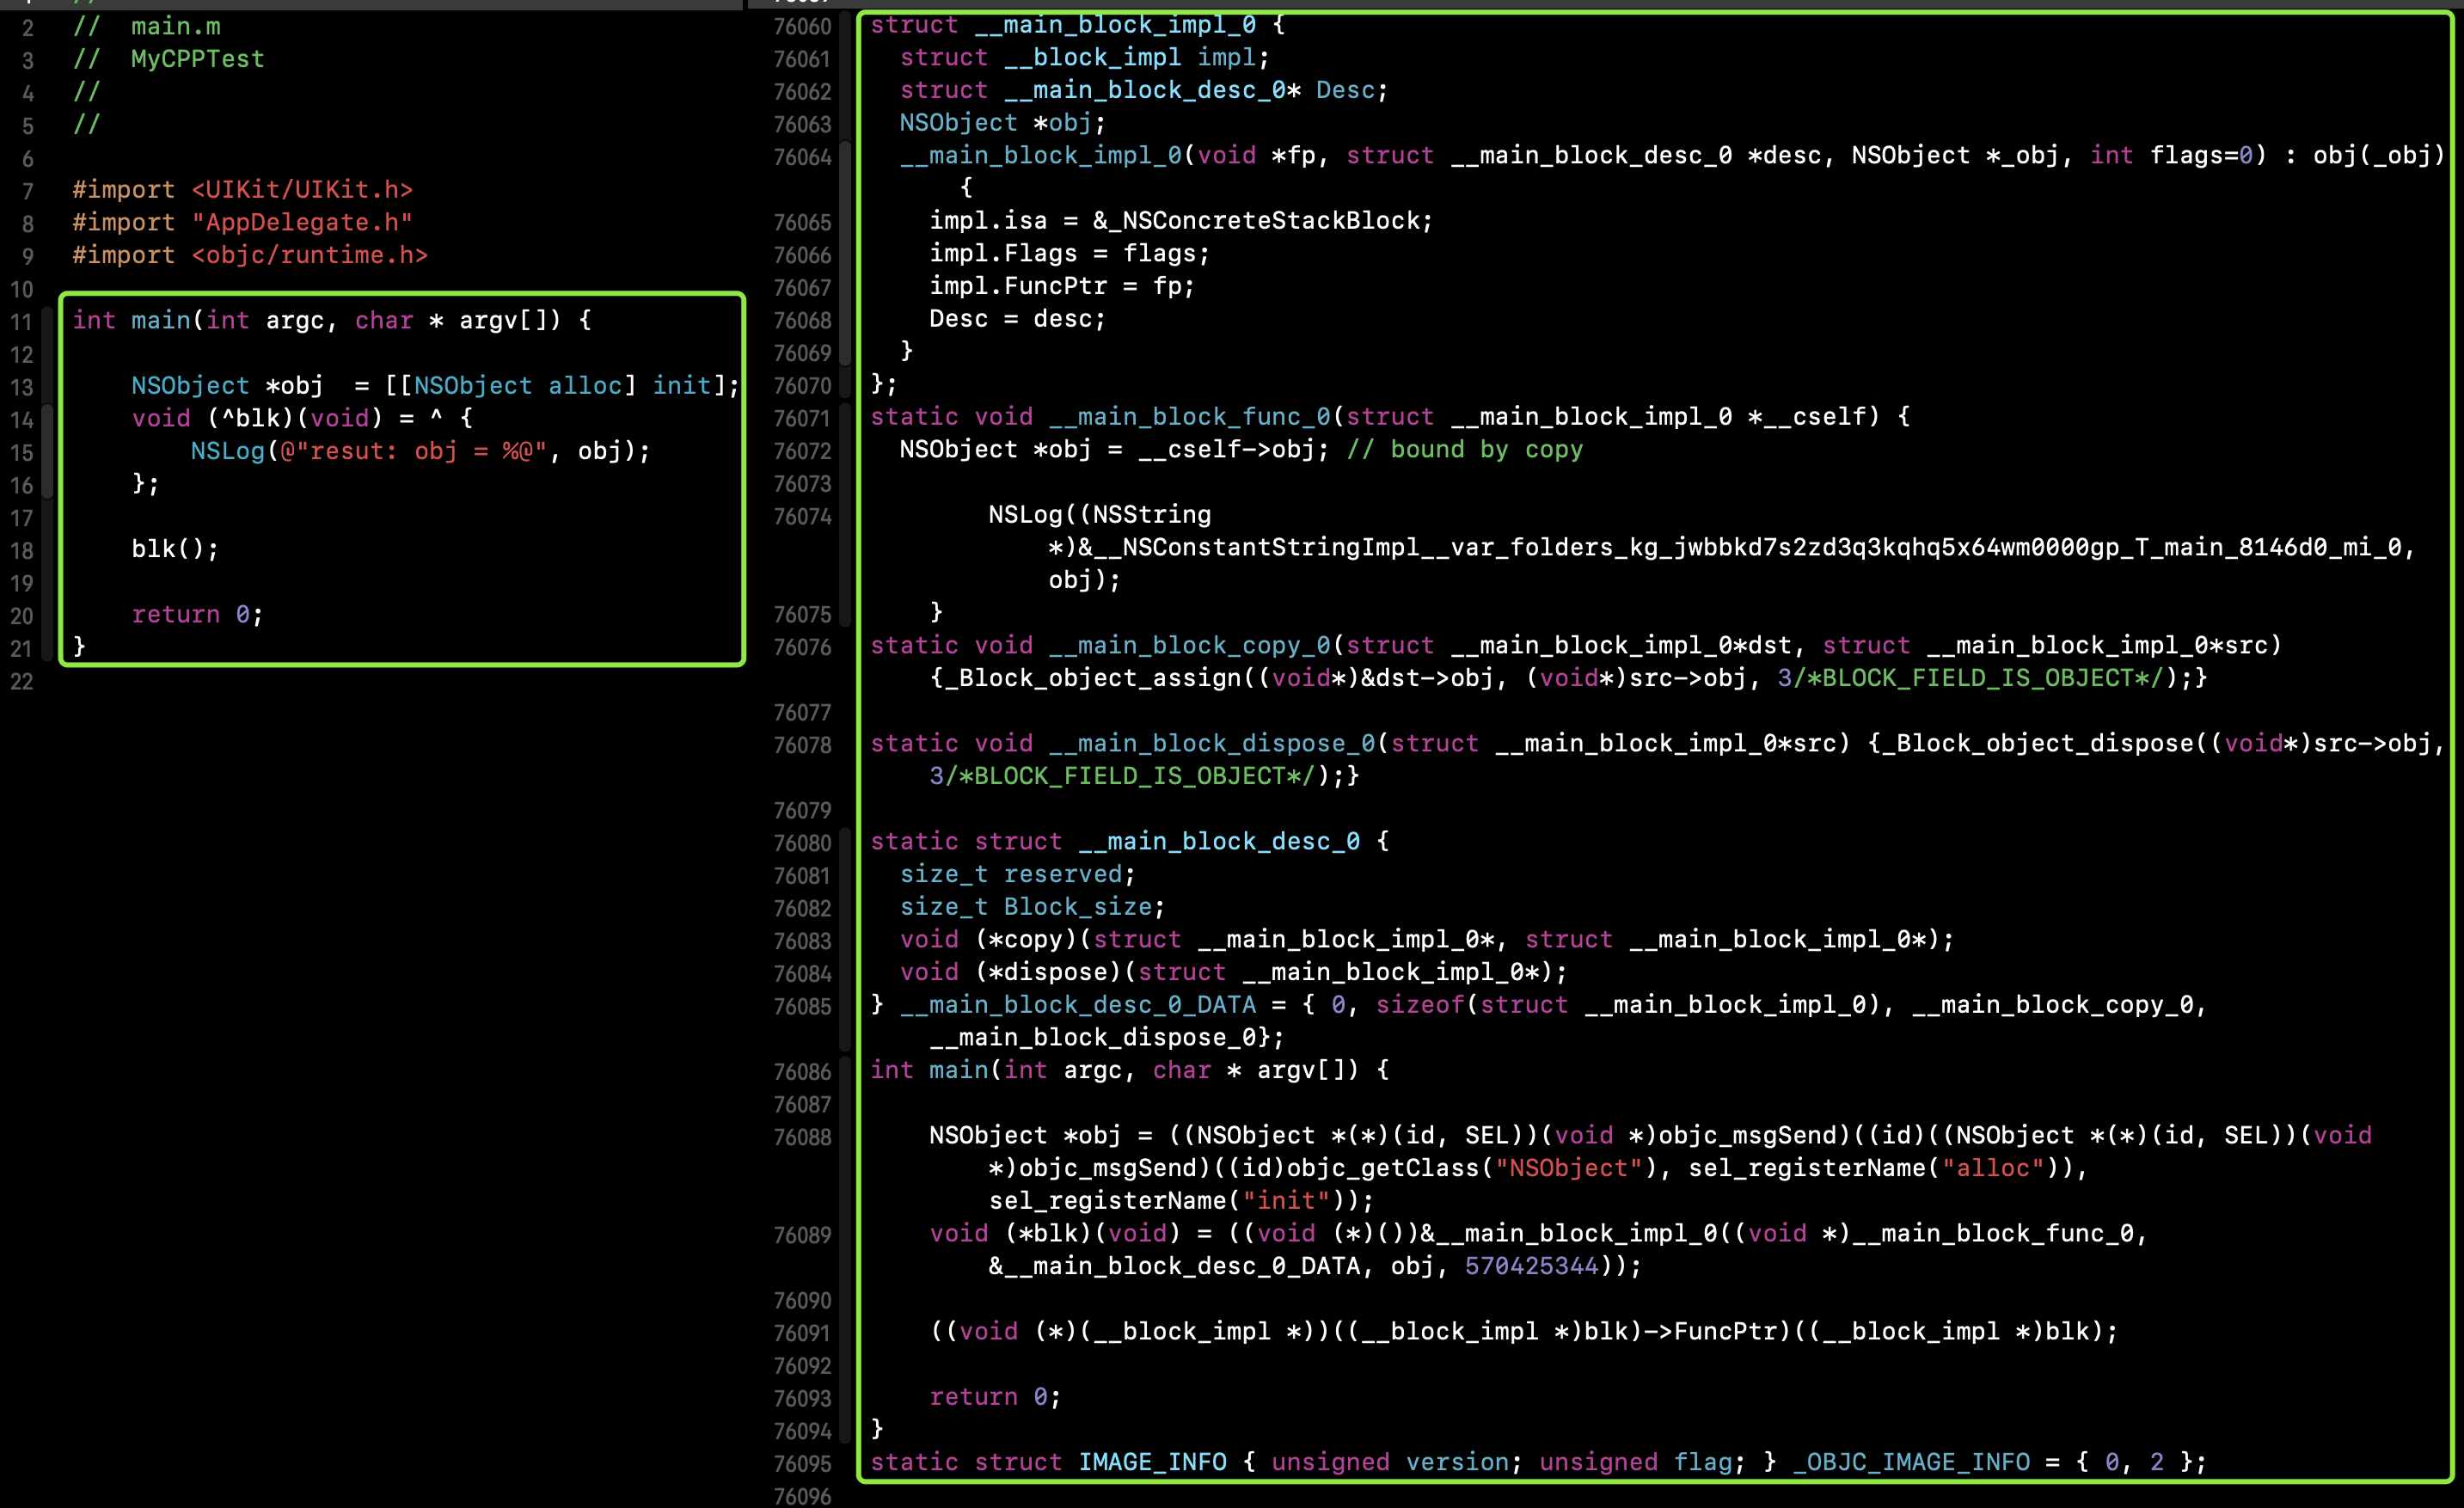 2 //
3 //  main.m
4 //  MyCPPTest
5 //
6 //
7 #import <UIKit/UIKit.h>
8 #import "AppDelegate.h"
9 #import <objc/runtime.h>
10
11 int main(int argc, char * argv[]) {
12
13     NSObject *obj  = [[NSObject alloc] init];
14     void (^blk)(void) = ^ {
15         NSLog(@"resut: obj = %@", obj);
16     };
17
18     blk();
19
20     return 0;
21 }
22
76060 struct __main_block_impl_0 {
76061   struct __block_impl impl;
76062   struct __main_block_desc_0* Desc;
76063   NSObject *obj;
76064   __main_block_impl_0(void *fp, struct __main_block_desc_0 *desc, NSObject *_obj, int flags=0) : obj(_obj)
{
76065     impl.isa = &_NSConcreteStackBlock;
76066     impl.Flags = flags;
76067     impl.FuncPtr = fp;
76068     Desc = desc;
76069   }
76070 };
76071 static void __main_block_func_0(struct __main_block_impl_0 *__cself) {
76072   NSObject *obj = __cself->obj; // bound by copy
76073
76074         NSLog((NSString
*)&__NSConstantStringImpl__var_folders_kg_jwbbkd7s2zd3q3kqhq5x64wm0000gp_T_main_8146d0_mi_0,
obj);
76075     }
76076 static void __main_block_copy_0(struct __main_block_impl_0*dst, struct __main_block_impl_0*src)
{_Block_object_assign((void*)&dst->obj, (void*)src->obj, 3/*BLOCK_FIELD_IS_OBJECT*/);}
76077
76078 static void __main_block_dispose_0(struct __main_block_impl_0*src) {_Block_object_dispose((void*)src->obj,
3/*BLOCK_FIELD_IS_OBJECT*/);}
76079
76080 static struct __main_block_desc_0 {
76081   size_t reserved;
76082   size_t Block_size;
76083   void (*copy)(struct __main_block_impl_0*, struct __main_block_impl_0*);
76084   void (*dispose)(struct __main_block_impl_0*);
76085 } __main_block_desc_0_DATA = { 0, sizeof(struct __main_block_impl_0), __main_block_copy_0,
__main_block_dispose_0};
76086 int main(int argc, char * argv[]) {
76087
76088     NSObject *obj = ((NSObject *(*)(id, SEL))(void *)objc_msgSend)((id)((NSObject *(*)(id, SEL))(void
*)objc_msgSend)((id)objc_getClass("NSObject"), sel_registerName("alloc")),
sel_registerName("init"));
76089     void (*blk)(void) = ((void (*)())&__main_block_impl_0((void *)__main_block_func_0,
&__main_block_desc_0_DATA, obj, 570425344));
76090
76091     ((void (*)(__block_impl *))((__block_impl *)blk)->FuncPtr)((__block_impl *)blk);
76092
76093     return 0;
76094 }
76095 static struct IMAGE_INFO { unsigned version; unsigned flag; } _OBJC_IMAGE_INFO = { 0, 2 };
76096